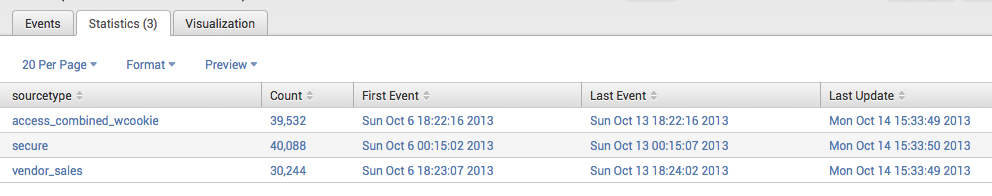 Events Statistics (3) Visualization
20 Per Page Format Preview
sourcetype Count First Event Last Event Last Update
access_combined_wcookie 39,532 Sun Oct 6 18:22:16 2013 Sun Oct 13 18:22:16 2013 Mon Oct 14 15:33:49 2013
secure 40,088 Sun Oct 6 00:15:02 2013 Sun Oct 13 00:15:07 2013 Mon Oct 14 15:33:50 2013
vendor_sales 30,244 Sun Oct 6 18:23:07 2013 Sun Oct 13 18:24:02 2013 Mon Oct 14 15:33:49 2013